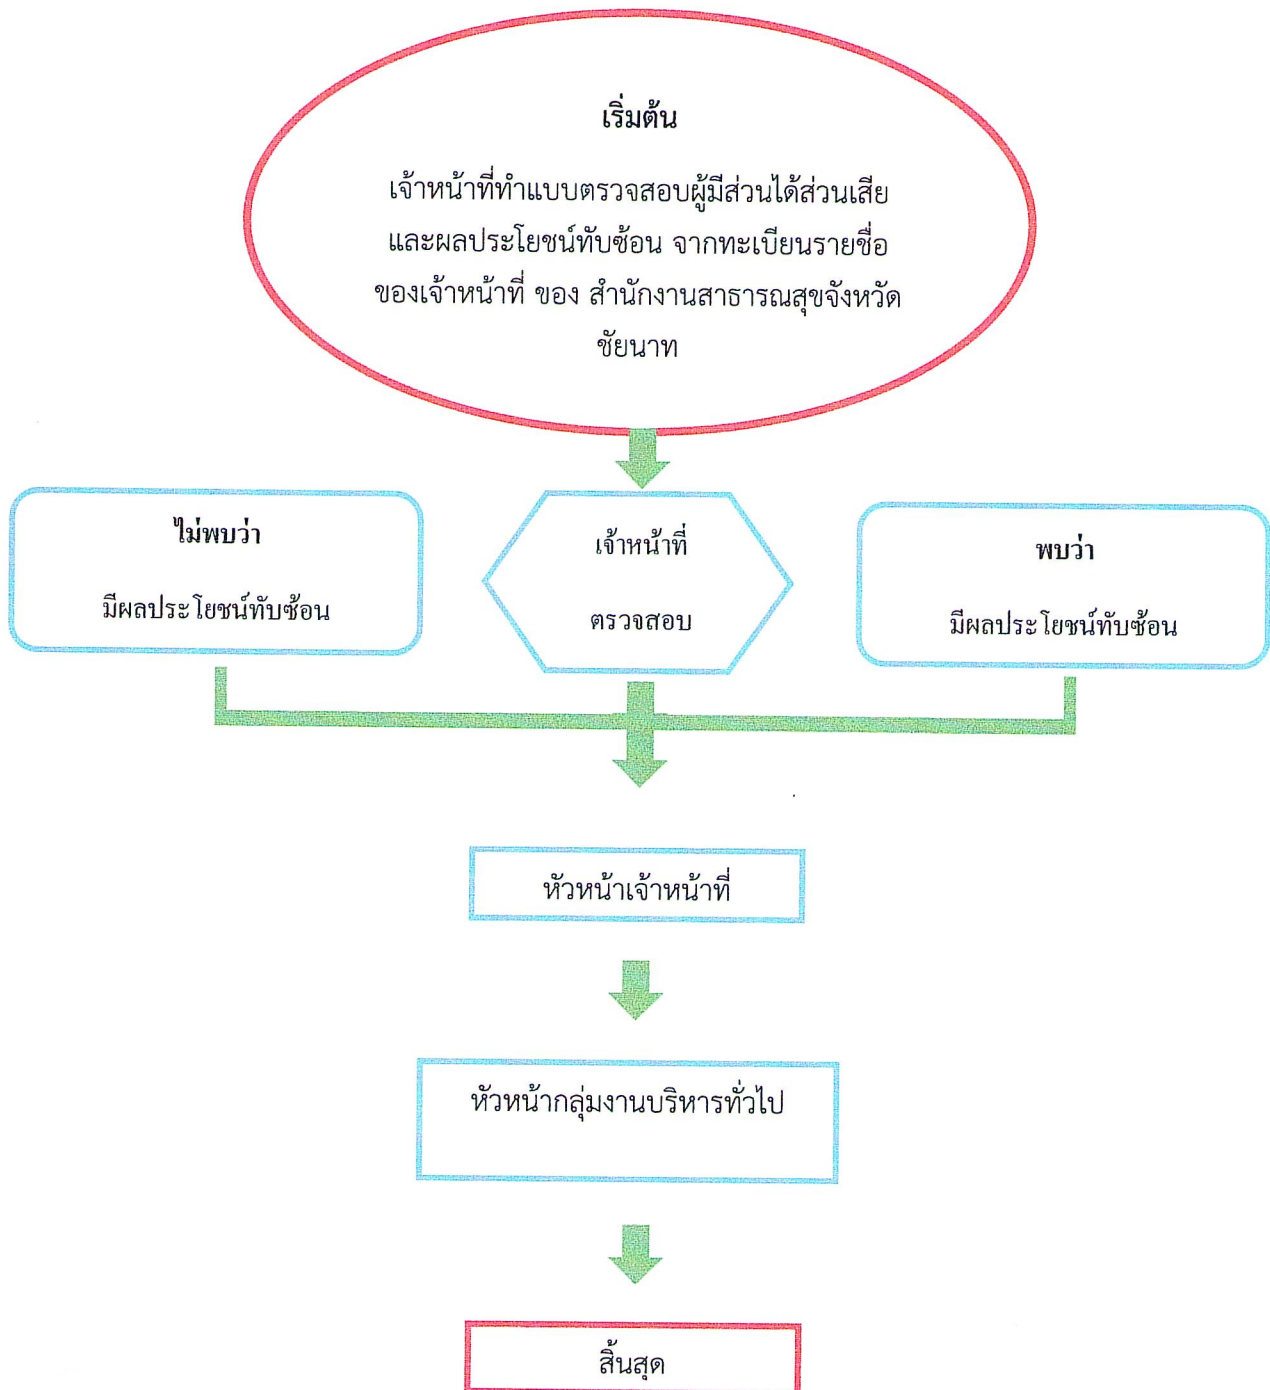 เริ่มต้น
เจ้าหน้าที่ทำแบบตรวจสอบผู้มีส่วนได้ส่วนเสีย
และผลประโยชน์ทับซ้อน จากทะเบียนรายชื่อ
ของเจ้าหน้าที่ ของ สำนักงานสาธารณสุขจังหวัด
ชัยนาท
ไม่พบว่า
มีผลประโยชน์ทับซ้อน
เจ้าหน้าที่
ตรวจสอบ
พบว่า
มีผลประโยชน์ทับซ้อน
หัวหน้าเจ้าหน้าที่
หัวหน้ากลุ่มงานบริหารทั่วไป
สิ้นสุด